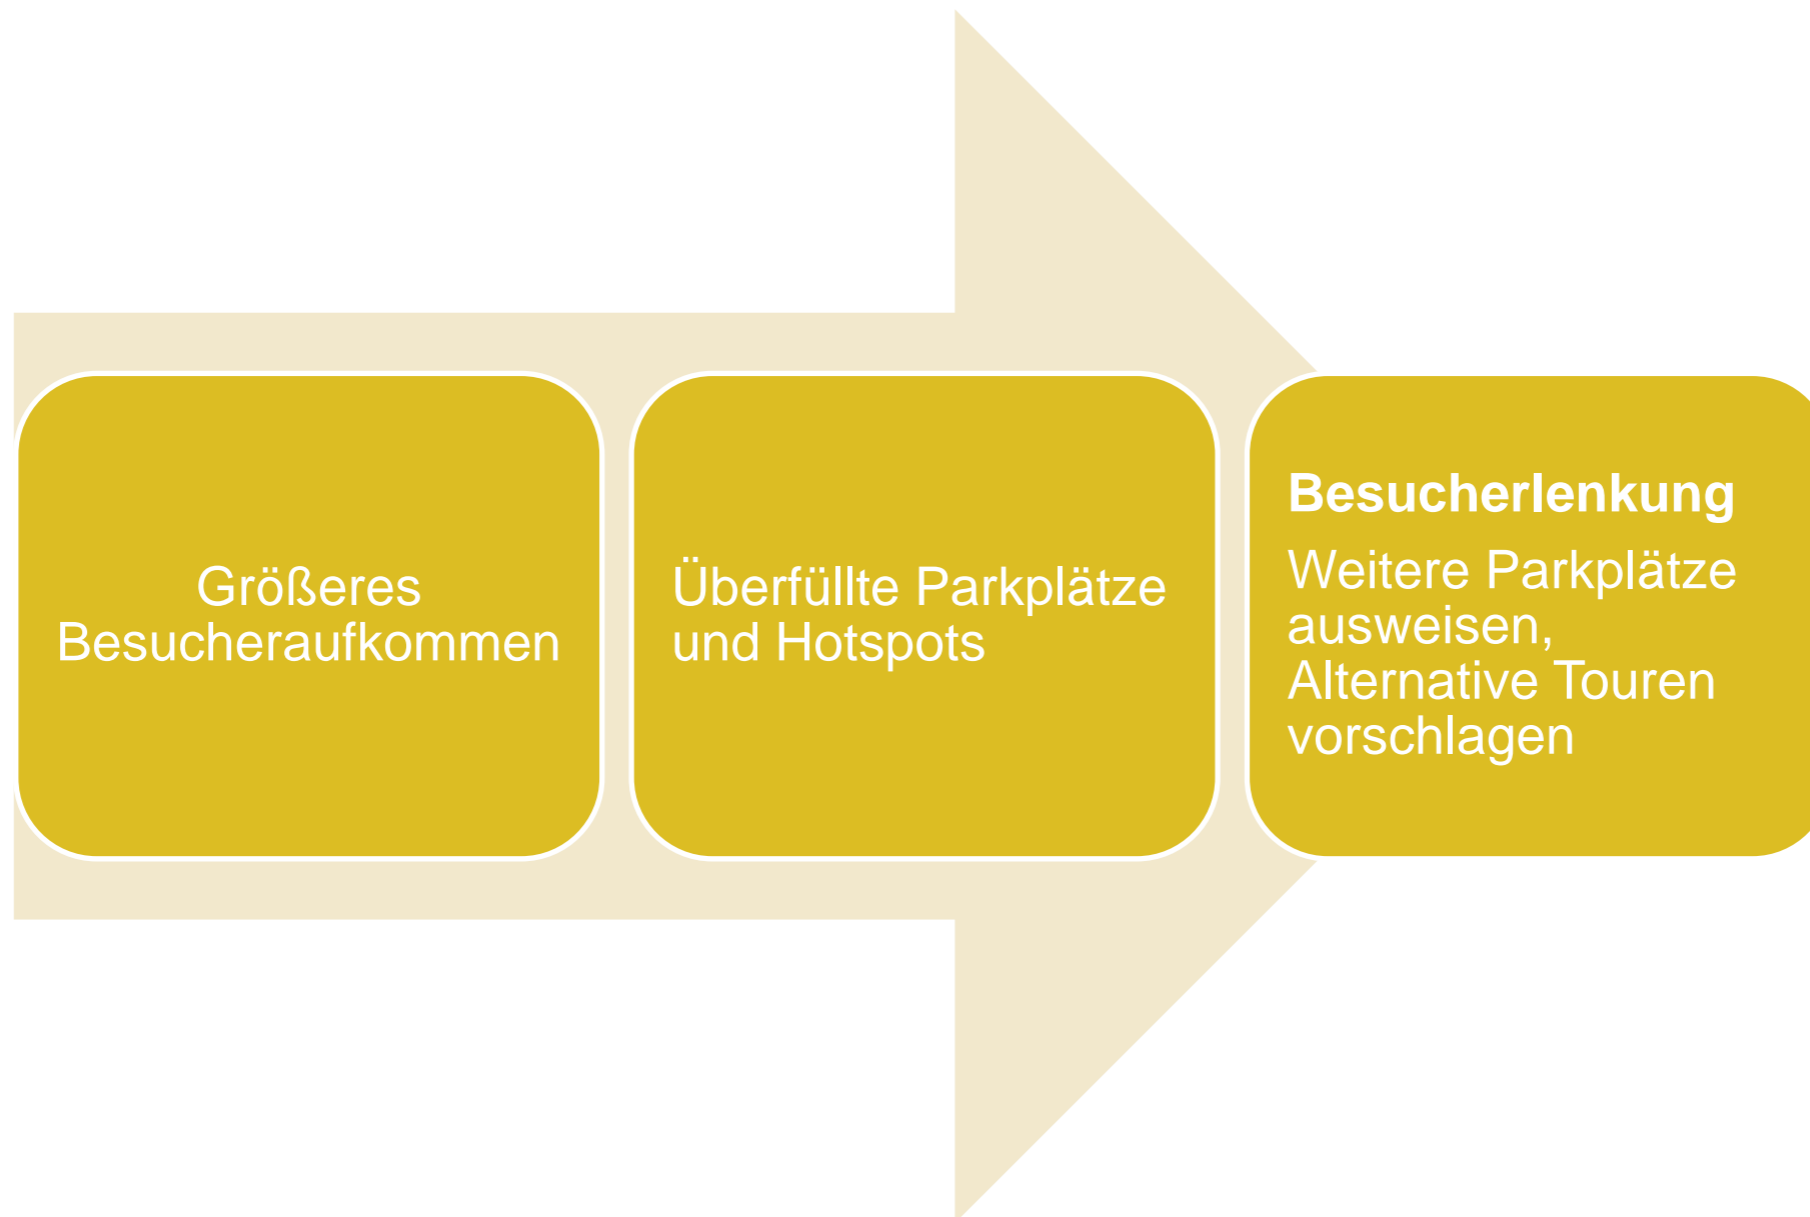 Größeres
Besucheraufkommen
Überfüllte Parkplätze
und Hotspots
Besucherlenkung
Weitere Parkplätze
ausweisen,
Alternative Touren
vorschlagen